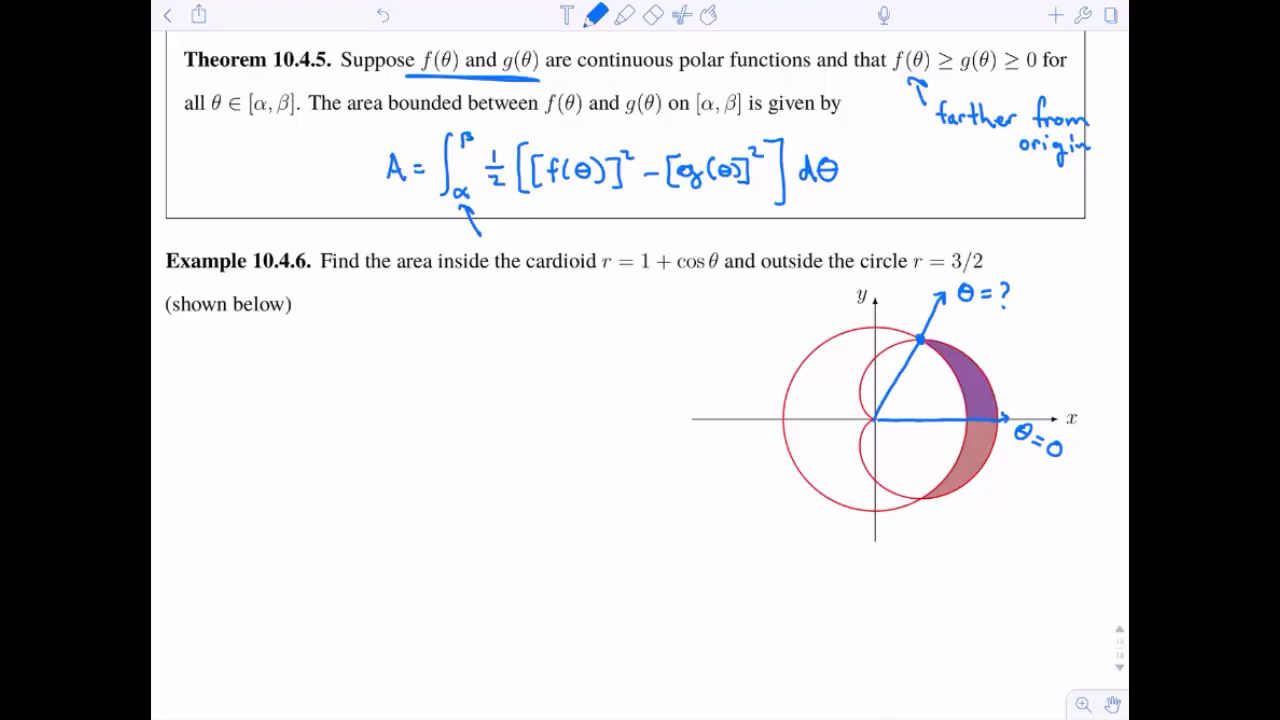 Theorem 10.4.5. Suppose f(θ) and g(θ) are continuous polar functions and that f(θ) ≥ g(θ) ≥ 0 for
all θ ∈ [α, β]. The area bounded between f(θ) and g(θ) on [α, β] is given by
farther from
origin
A = ∫_α^β 1/2 [[f(θ)]² − [g(θ)]²] dθ
Example 10.4.6. Find the area inside the cardioid r = 1 + cos θ and outside the circle r = 3/2
(shown below)
y
θ = ?
x
θ = 0